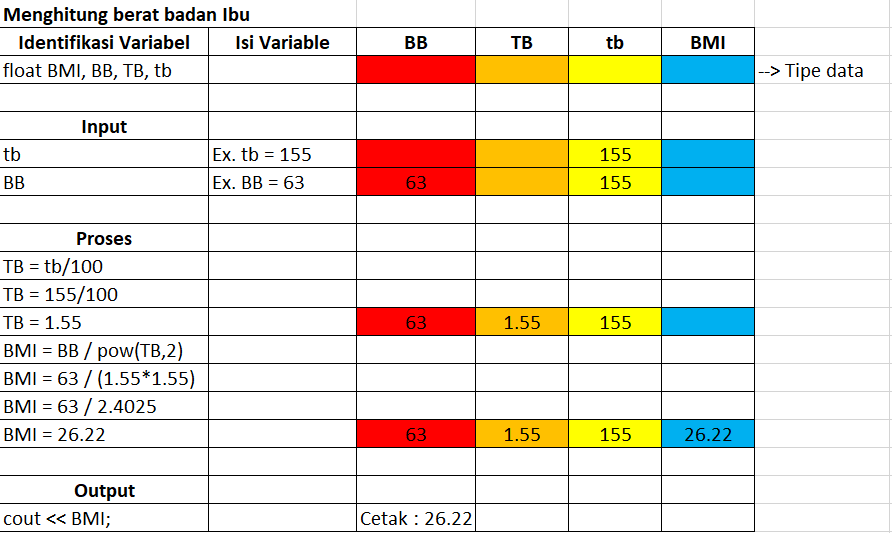 Menghitung berat badan Ibu
Identifikasi Variabel Isi Variable BB TB tb BMI
float BMI, BB, TB, tb --> Tipe data
Input
tb Ex. tb = 155 155
BB Ex. BB = 63 63 155
Proses
TB = tb/100
TB = 155/100
TB = 1.55 63 1.55 155
BMI = BB / pow(TB,2)
BMI = 63 / (1.55*1.55)
BMI = 63 / 2.4025
BMI = 26.22 63 1.55 155 26.22
Output
cout << BMI; Cetak : 26.22